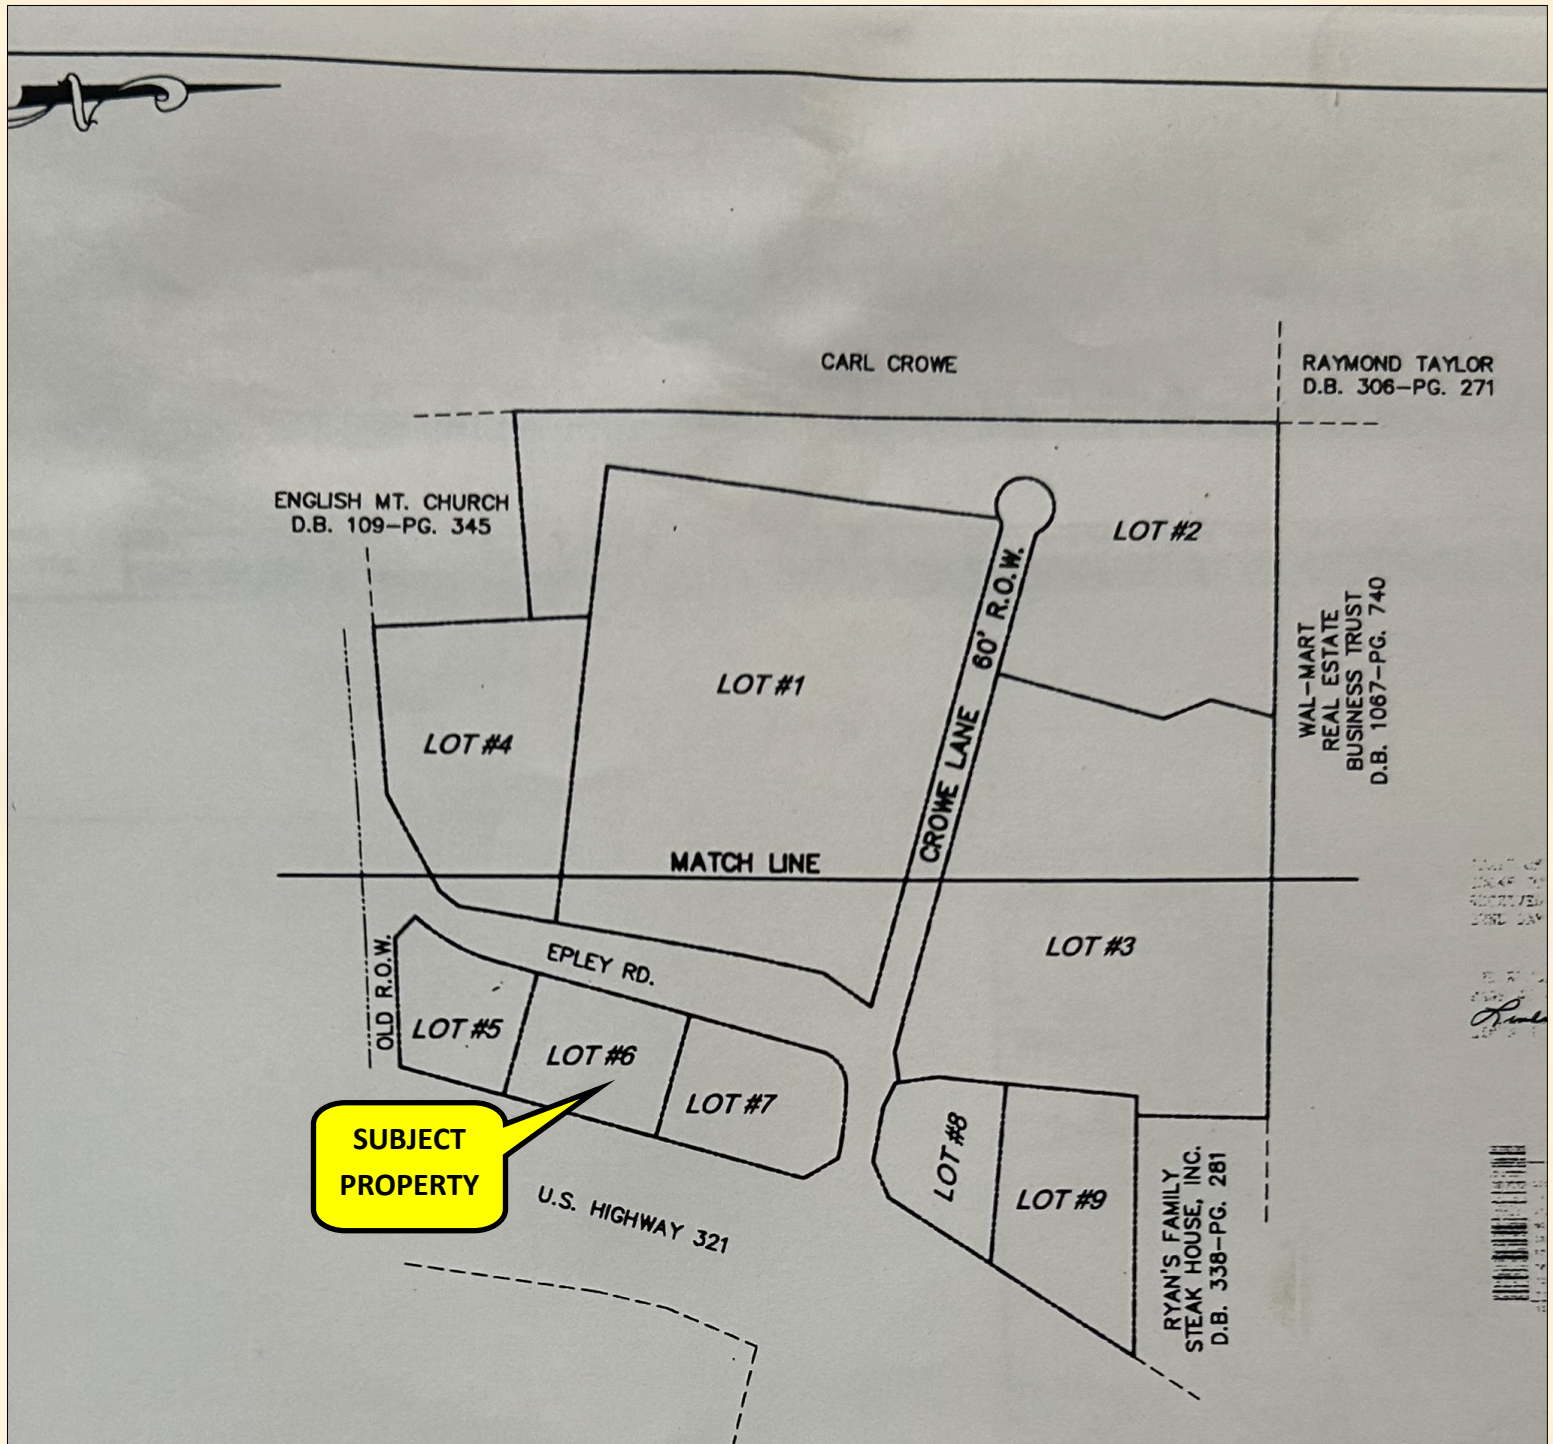 CARL CROWE
RAYMOND TAYLOR
D.B. 306-PG. 271
ENGLISH MT. CHURCH
D.B. 109-PG. 345
LOT #2
CROWE LANE 60' R.O.W.
WAL-MART
REAL ESTATE
BUSINESS TRUST
D.B. 1067-PG. 740
LOT #1
LOT #4
MATCH LINE
LOT #3
EPLEY RD.
OLD R.O.W.
LOT #5
LOT #6
LOT #7
LOT #8
LOT #9
SUBJECT
PROPERTY
U.S. HIGHWAY 321
RYAN'S FAMILY
STEAK HOUSE, INC.
D.B. 338-PG. 281